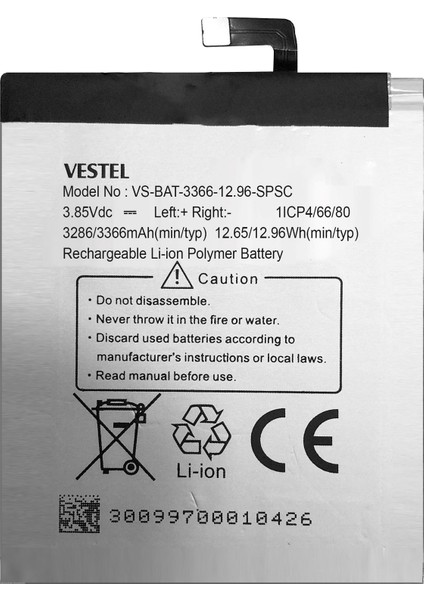 VESTEL
Model No : VS-BAT-3366-12.96-SPSC
3.85Vdc ⎓ Left:+ Right:- 1ICP4/66/80
3286/3366mAh(min/typ) 12.65/12.96Wh(min/typ)
Rechargeable Li-ion Polymer Battery
Caution
• Do not disassemble.
• Never throw it in the fire or water.
• Discard used batteries according to
manufacturer's instructions or local laws.
• Read manual before use.
CE
Li-ion
30099700010426